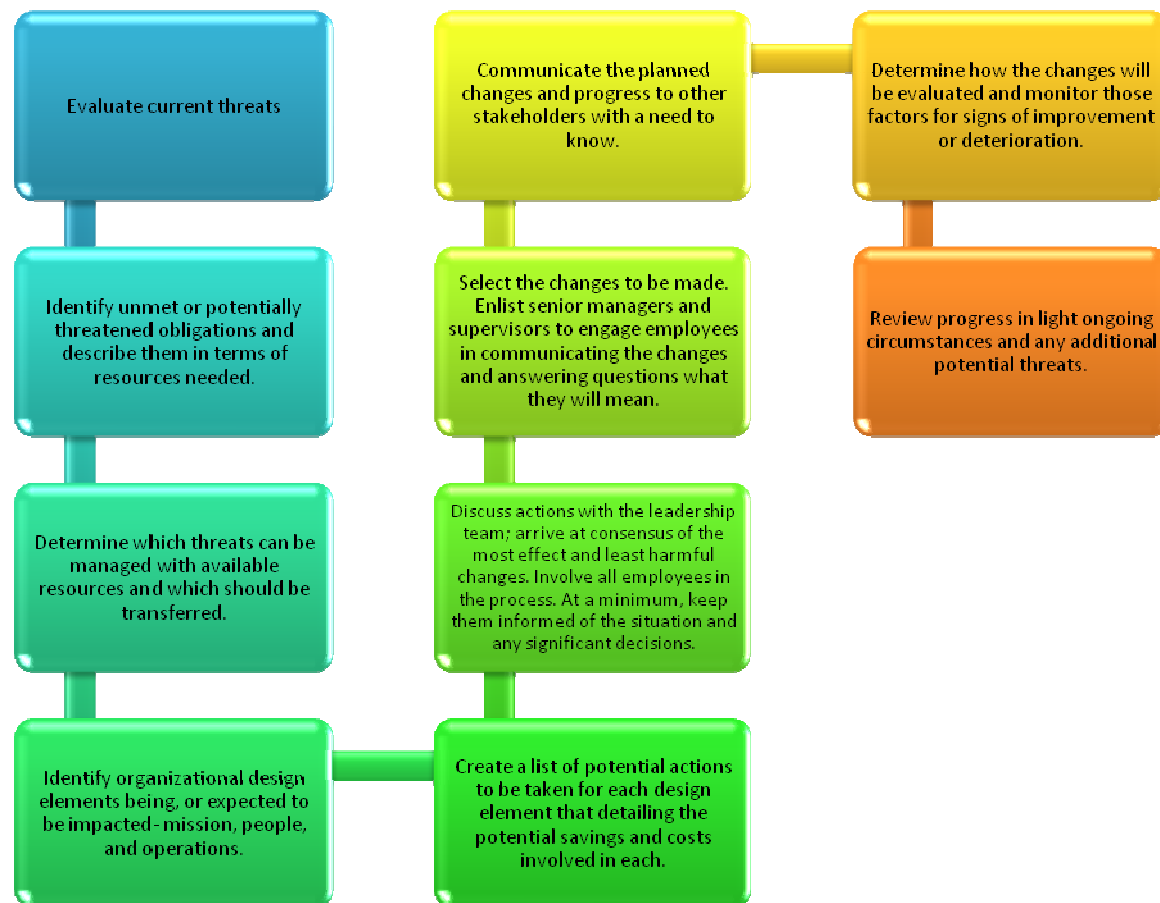 Evaluate current threats
Identify unmet or potentially
threatened obligations and
describe them in terms of
resources needed.
Determine which threats can be
managed with available
resources and which should be
transferred.
Identify organizational design
elements being, or expected to
be impacted- mission, people,
and operations.
Create a list of potential actions
to be taken for each design
element that detailing the
potential savings and costs
involved in each.
Discuss actions with the leadership
team; arrive at consensus of the
most effect and least harmful
changes. Involve all employees in
the process. At a minimum, keep
them informed of the situation and
any significant decisions.
Select the changes to be made.
Enlist senior managers and
supervisors to engage employees
in communicating the changes
and answering questions what
they will mean.
Communicate the planned
changes and progress to other
stakeholders with a need to
know.
Determine how the changes will
be evaluated and monitor those
factors for signs of improvement
or deterioration.
Review progress in light ongoing
circumstances and any additional
potential threats.